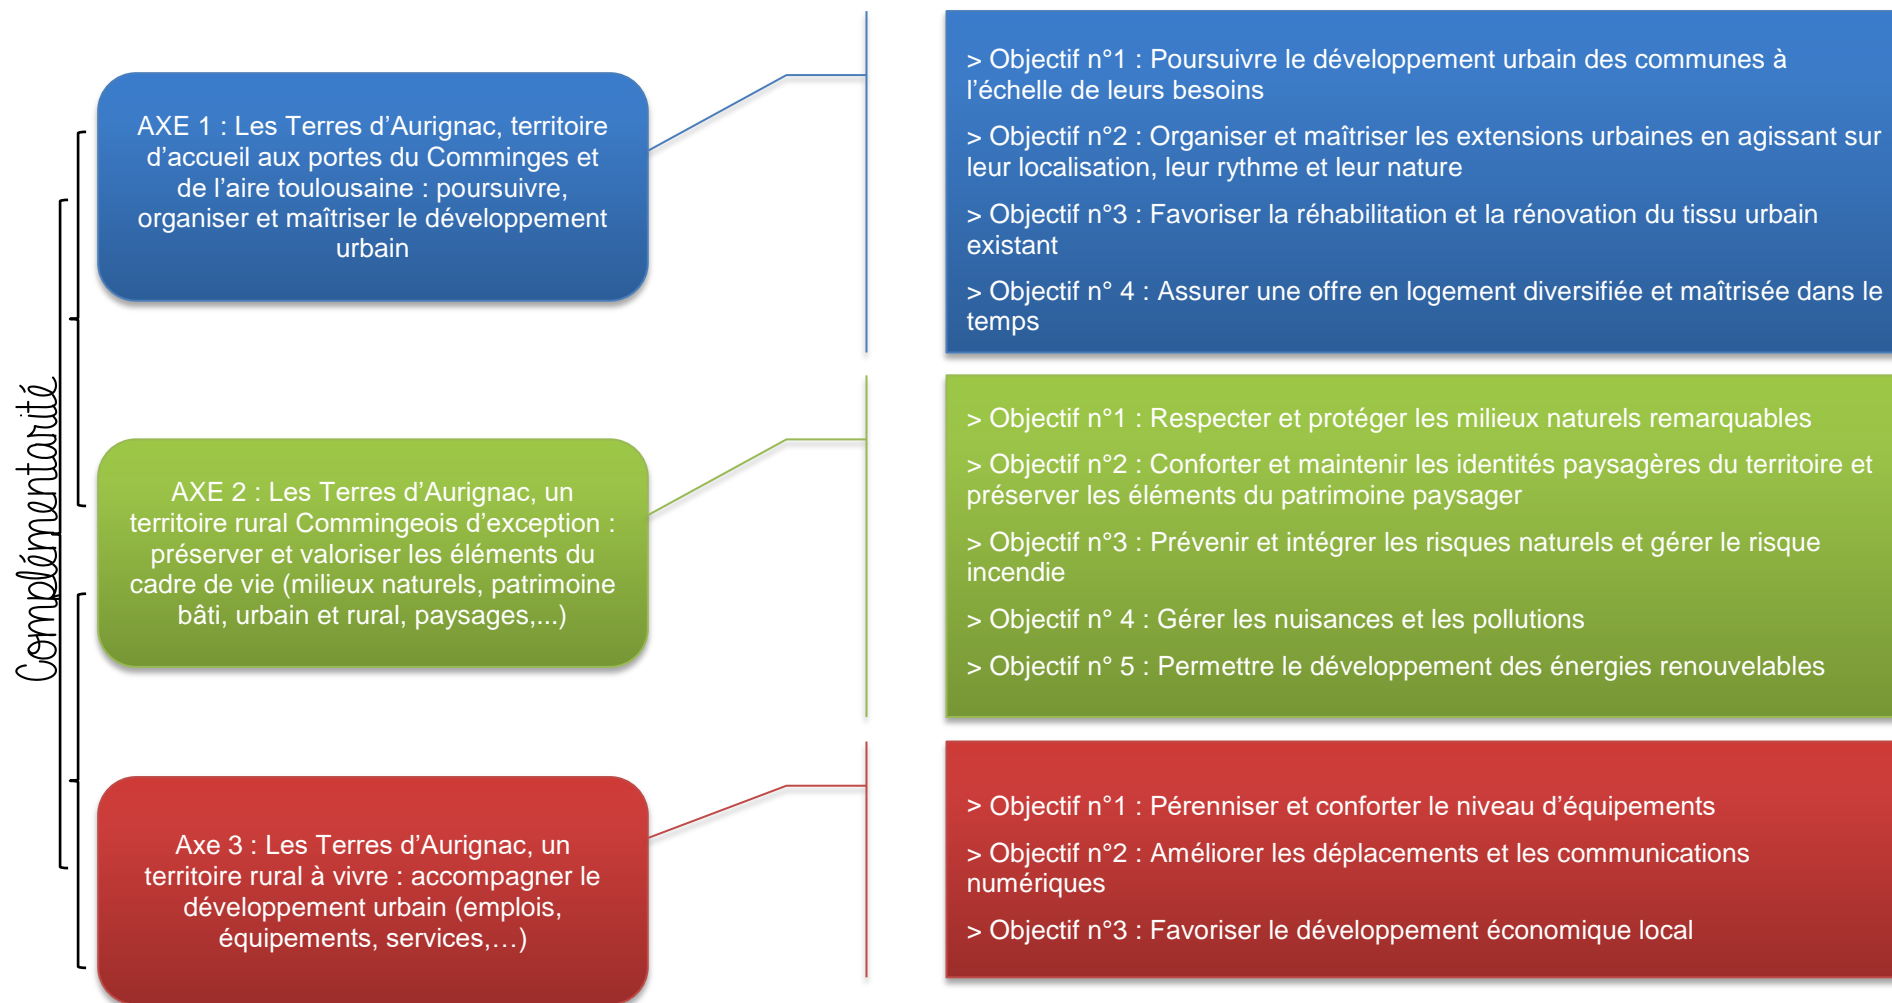 Complémentarité
AXE 1 : Les Terres d’Aurignac, territoire
d’accueil aux portes du Comminges et
de l’aire toulousaine : poursuivre,
organiser et maîtriser le développement
urbain
> Objectif n°1 : Poursuivre le développement urbain des communes à
l’échelle de leurs besoins
> Objectif n°2 : Organiser et maîtriser les extensions urbaines en agissant sur
leur localisation, leur rythme et leur nature
> Objectif n°3 : Favoriser la réhabilitation et la rénovation du tissu urbain
existant
> Objectif n° 4 : Assurer une offre en logement diversifiée et maîtrisée dans le
temps
AXE 2 : Les Terres d’Aurignac, un
territoire rural Commingeois d’exception :
préserver et valoriser les éléments du
cadre de vie (milieux naturels, patrimoine
bâti, urbain et rural, paysages,...)
> Objectif n°1 : Respecter et protéger les milieux naturels remarquables
> Objectif n°2 : Conforter et maintenir les identités paysagères du territoire et
préserver les éléments du patrimoine paysager
> Objectif n°3 : Prévenir et intégrer les risques naturels et gérer le risque
incendie
> Objectif n° 4 : Gérer les nuisances et les pollutions
> Objectif n° 5 : Permettre le développement des énergies renouvelables
Axe 3 : Les Terres d’Aurignac, un
territoire rural à vivre : accompagner le
développement urbain (emplois,
équipements, services,…)
> Objectif n°1 : Pérenniser et conforter le niveau d’équipements
> Objectif n°2 : Améliorer les déplacements et les communications
numériques
> Objectif n°3 : Favoriser le développement économique local